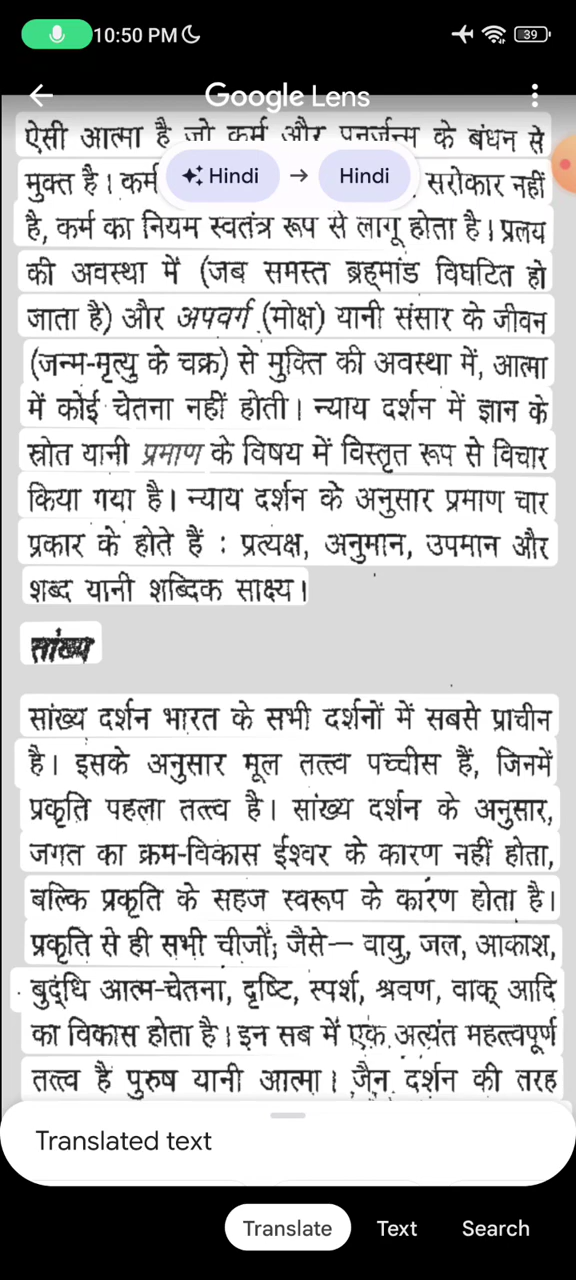 10:50 PM
39
Google Lens
ऐसी आत्मा है जो कर्म और पुनर्जन्म के बंधन से
Hindi → Hindi
मुक्त है। कर्म सरोकार नहीं
है, कर्म का नियम स्वतंत्र रूप से लागू होता है। प्रलय
की अवस्था में (जब समस्त ब्रह्मांड विघटित हो
जाता है) और अपवर्ग (मोक्ष) यानी संसार के जीवन
(जन्म-मृत्यु के चक्र) से मुक्ति की अवस्था में, आत्मा
में कोई चेतना नहीं होती। न्याय दर्शन में ज्ञान के
स्रोत यानी प्रमाण के विषय में विस्तृत रूप से विचार
किया गया है। न्याय दर्शन के अनुसार प्रमाण चार
प्रकार के होते हैं : प्रत्यक्ष, अनुमान, उपमान और
शब्द यानी शब्दिक साक्ष्य।
सांख्य
सांख्य दर्शन भारत के सभी दर्शनों में सबसे प्राचीन
है। इसके अनुसार मूल तत्त्व पच्चीस हैं, जिनमें
प्रकृति पहला तत्त्व है। सांख्य दर्शन के अनुसार,
जगत का क्रम-विकास ईश्वर के कारण नहीं होता,
बल्कि प्रकृति के सहज स्वरूप के कारण होता है।
प्रकृति से ही सभी चीजों; जैसे— वायु, जल, आकाश,
बुद्धि आत्म-चेतना, दृष्टि, स्पर्श, श्रवण, वाक् आदि
का विकास होता है। इन सब में एक अत्यंत महत्त्वपूर्ण
तत्त्व है पुरुष यानी आत्मा। जैन दर्शन की तरह
Translated text
Translate Text Search